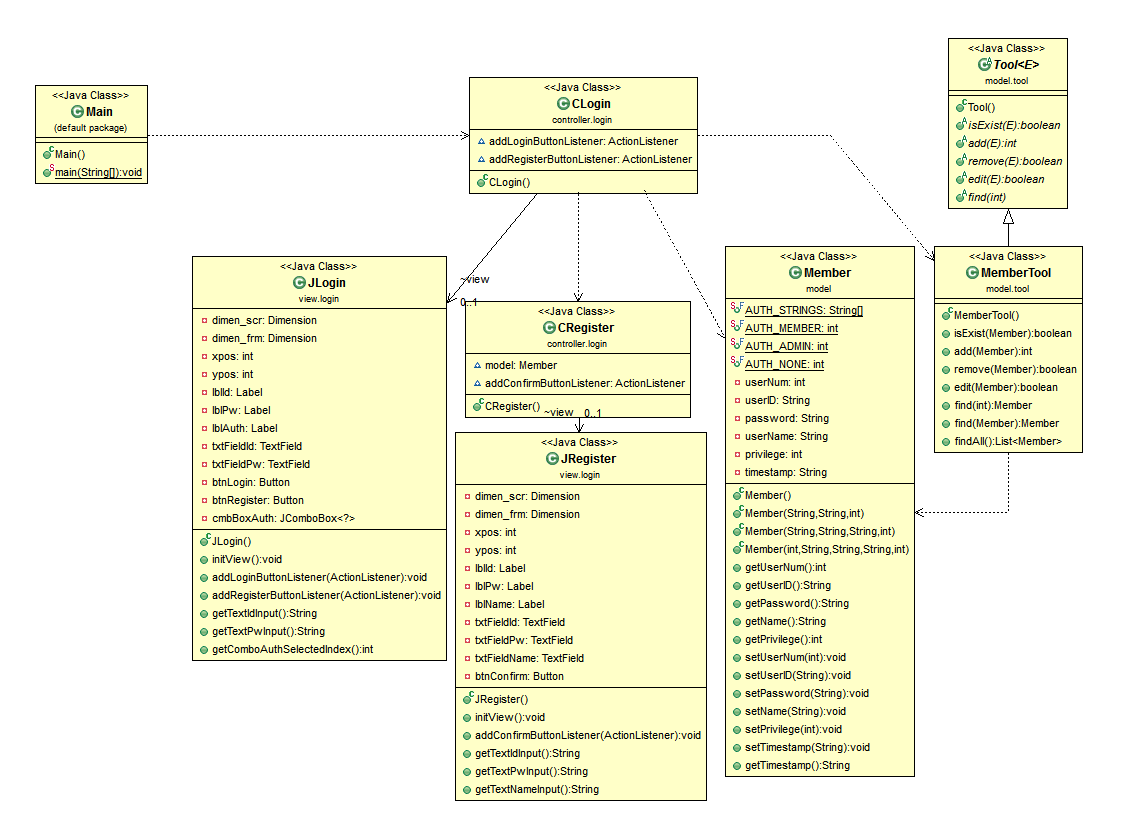 <<Java Class>>
Main
(default package)
Main()
main(String[]):void
<<Java Class>>
CLogin
controller.login
addLoginButtonListener: ActionListener
addRegisterButtonListener: ActionListener
CLogin()
<<Java Class>>
Tool<E>
model.tool
Tool()
isExist(E):boolean
add(E):int
remove(E):boolean
edit(E):boolean
find(int)
<<Java Class>>
JLogin
view.login
dimen_scr: Dimension
dimen_frm: Dimension
xpos: int
ypos: int
lblId: Label
lblPw: Label
lblAuth: Label
txtFieldId: TextField
txtFieldPw: TextField
btnLogin: Button
btnRegister: Button
cmbBoxAuth: JComboBox<?>
JLogin()
initView():void
addLoginButtonListener(ActionListener):void
addRegisterButtonListener(ActionListener):void
getTextIdInput():String
getTextPwInput():String
getComboAuthSelectedIndex():int
~view
0..1
<<Java Class>>
CRegister
controller.login
model: Member
addConfirmButtonListener: ActionListener
CRegister()
~view
0..1
<<Java Class>>
JRegister
view.login
dimen_scr: Dimension
dimen_frm: Dimension
xpos: int
ypos: int
lblId: Label
lblPw: Label
lblName: Label
txtFieldId: TextField
txtFieldPw: TextField
txtFieldName: TextField
btnConfirm: Button
JRegister()
initView():void
addConfirmButtonListener(ActionListener):void
getTextIdInput():String
getTextPwInput():String
getTextNameInput():String
<<Java Class>>
Member
model
AUTH_STRINGS: String[]
AUTH_MEMBER: int
AUTH_ADMIN: int
AUTH_NONE: int
userNum: int
userID: String
password: String
userName: String
privilege: int
timestamp: String
Member()
Member(String,String,int)
Member(String,String,String,int)
Member(int,String,String,String,int)
getUserNum():int
getUserID():String
getPassword():String
getName():String
getPrivilege():int
setUserNum(int):void
setUserID(String):void
setPassword(String):void
setName(String):void
setPrivilege(int):void
setTimestamp(String):void
getTimestamp():String
<<Java Class>>
MemberTool
model.tool
MemberTool()
isExist(Member):boolean
add(Member):int
remove(Member):boolean
edit(Member):boolean
find(int):Member
find(Member):Member
findAll():List<Member>